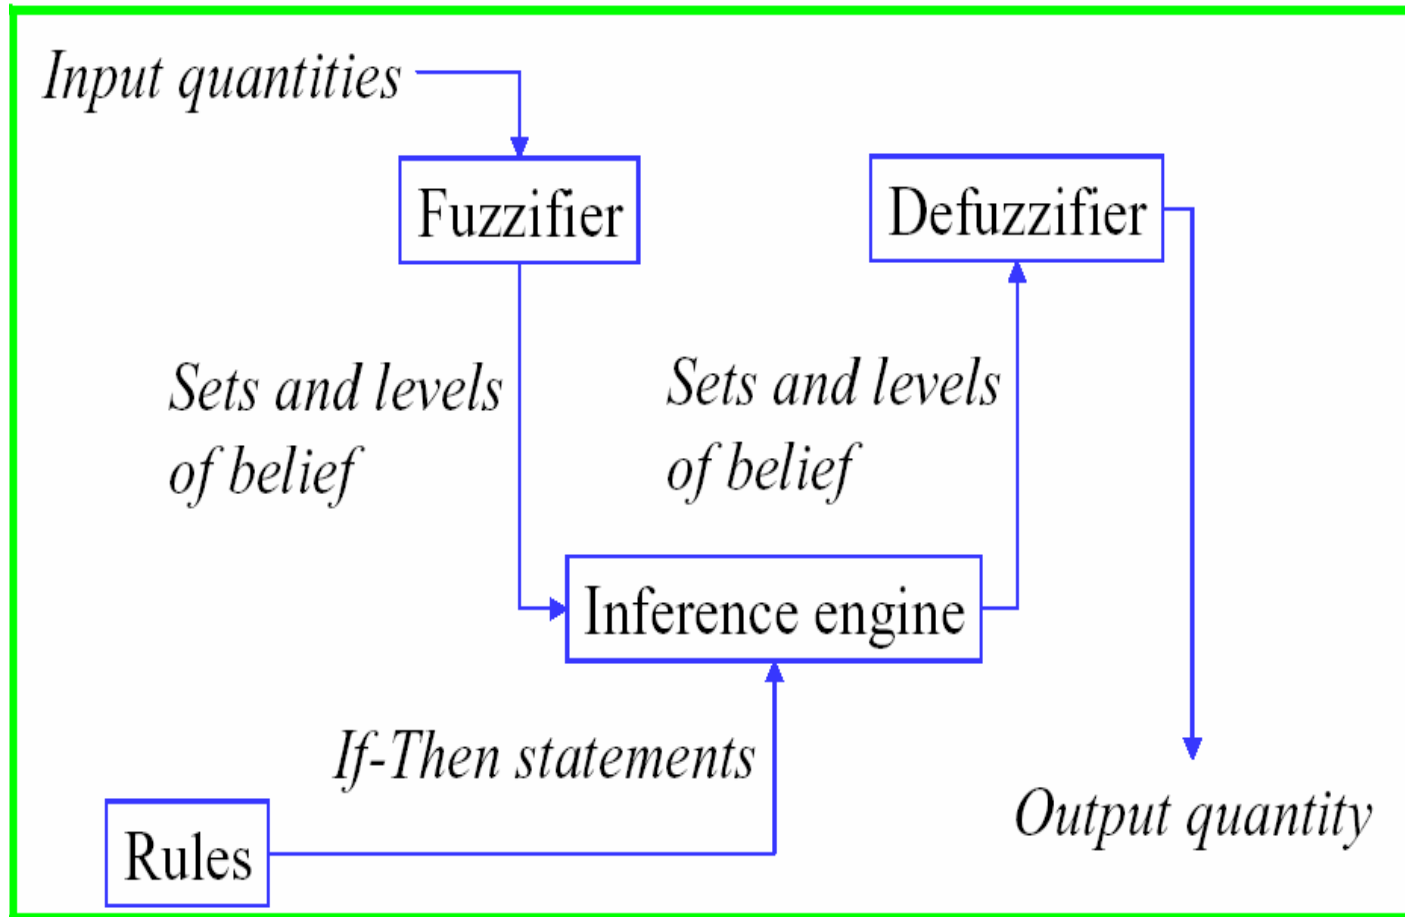 Input quantities
Fuzzifier
Defuzzifier
Sets and levels
of belief
Sets and levels
of belief
Inference engine
If-Then statements
Output quantity
Rules